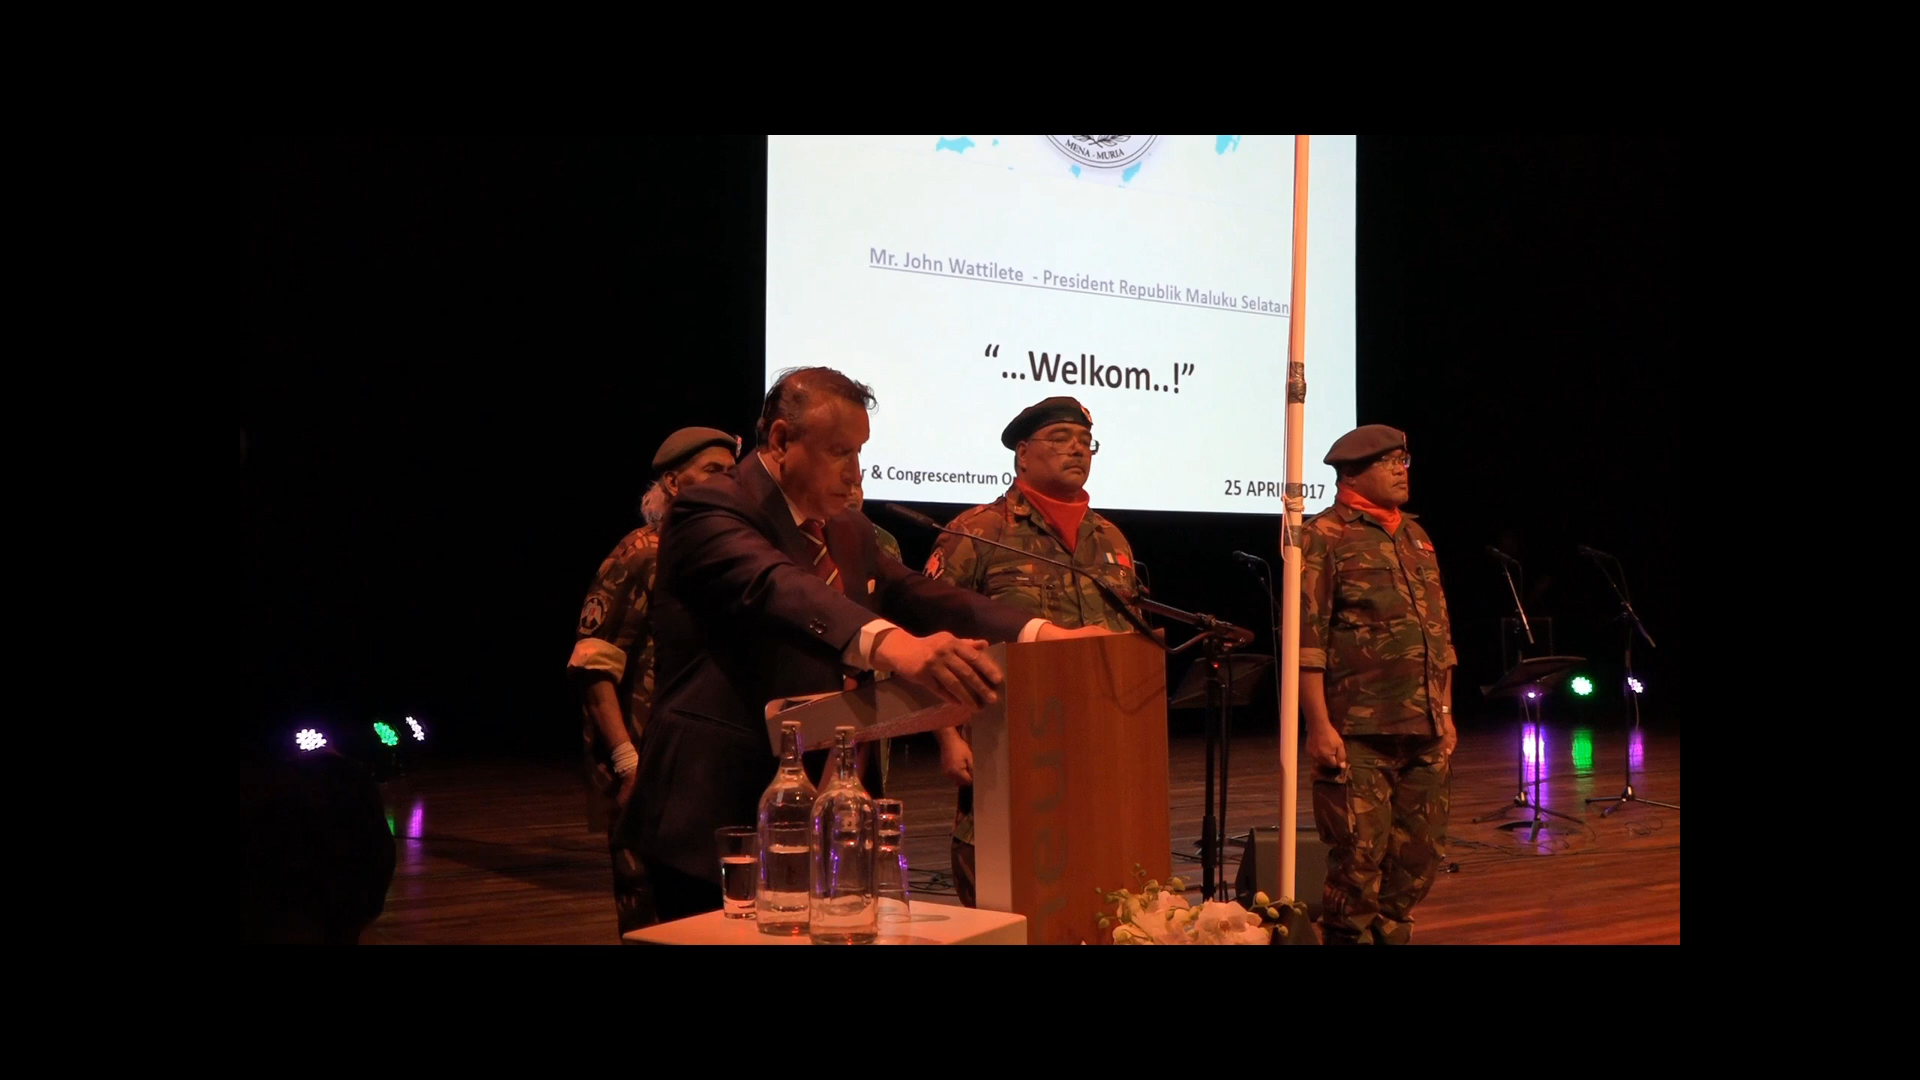 MENA - MURIA
Mr. John Wattilete - President Republik Maluku Selatan
“...Welkom..!”
& Congrescentrum
25 APRIL 2017